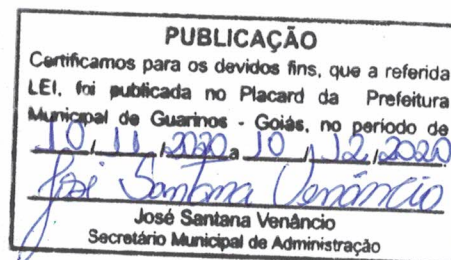 PUBLICAÇÃO
Certificamos para os devidos fins, que a referida
LEI, foi publicada no Placard da Prefeitura
Municipal de Guarinos - Goiás, no período de
10, 11, 2020 a 10, 12, 2020
José Santana Venâncio
José Santana Venâncio
Secretário Municipal de Administração